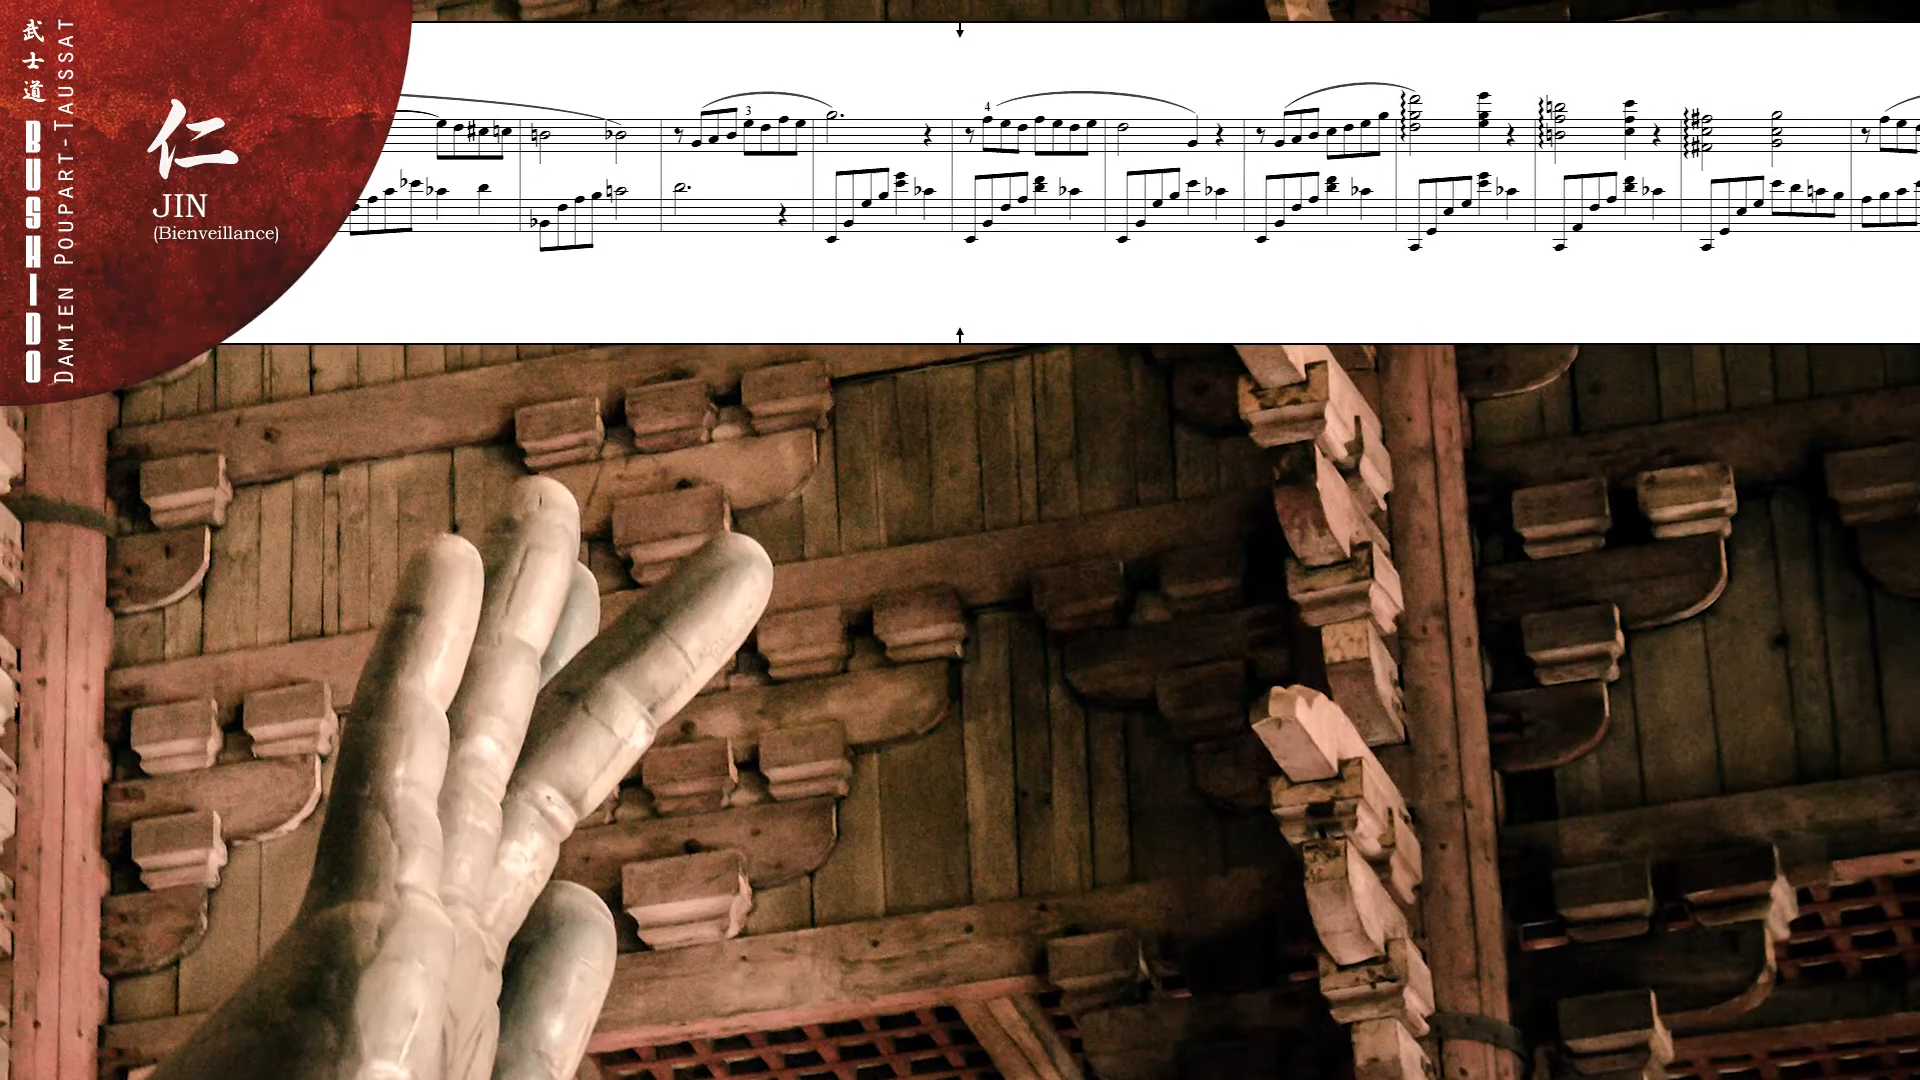 武士道
BUSHIDO
DAMIEN POUPART-TAUSSAT
仁
JIN
(Bienveillance)
3
4